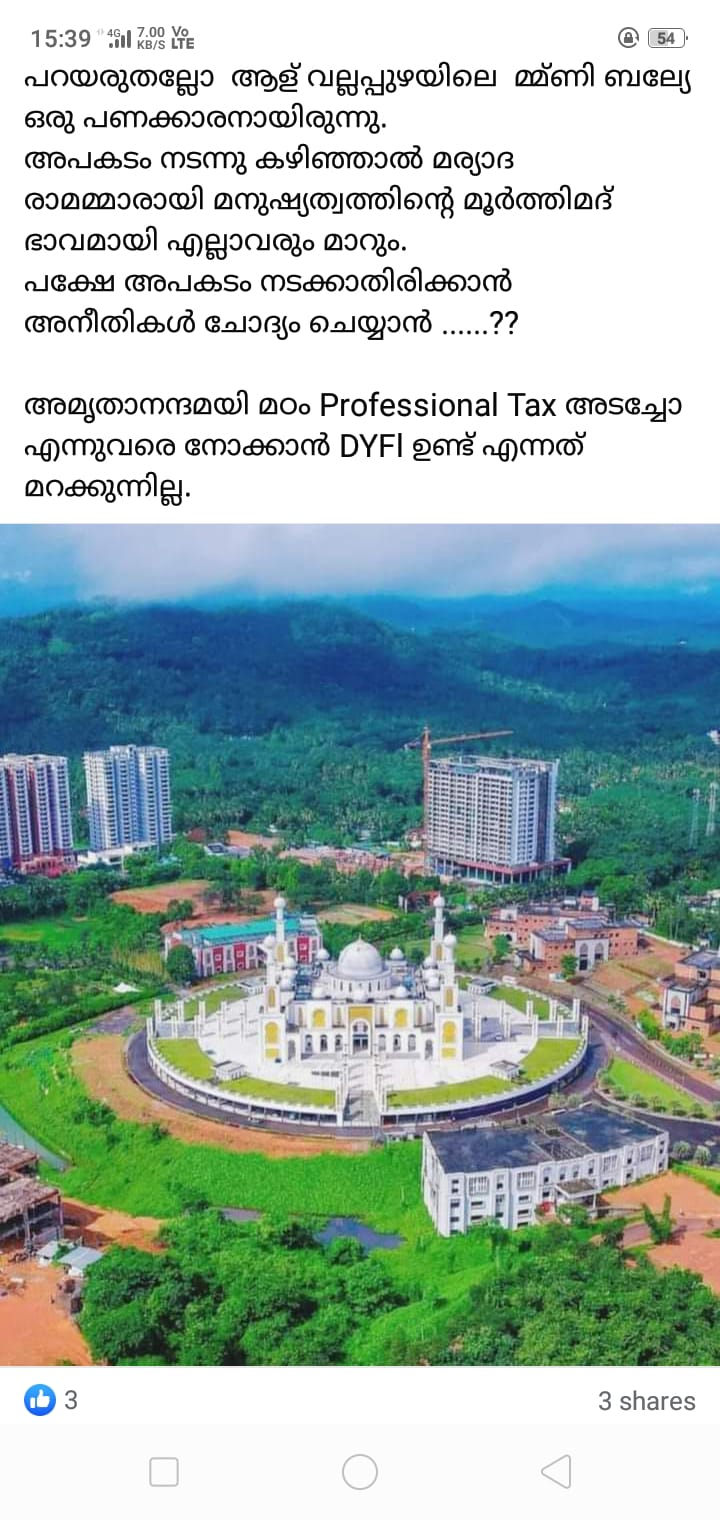 15:39 4G 7.00 KB/S Vo LTE 54
പറയരുതല്ലോ ആള് വല്ലപ്പുഴയിലെ മ്മ്ണി ബല്യേ
ഒരു പണക്കാരനായിരുന്നു.
അപകടം നടന്നു കഴിഞ്ഞാൽ മര്യാദ
രാമമ്മാരായി മനുഷ്യത്വത്തിന്റെ മൂർത്തിമദ്
ഭാവമായി എല്ലാവരും മാറും.
പക്ഷേ അപകടം നടക്കാതിരിക്കാൻ
അനീതികൾ ചോദ്യം ചെയ്യാൻ ......??
അമൃതാനന്ദമയി മഠം Professional Tax അടച്ചോ
എന്നുവരെ നോക്കാൻ DYFI ഉണ്ട് എന്നത്
മറക്കുന്നില്ല.
3
3 shares